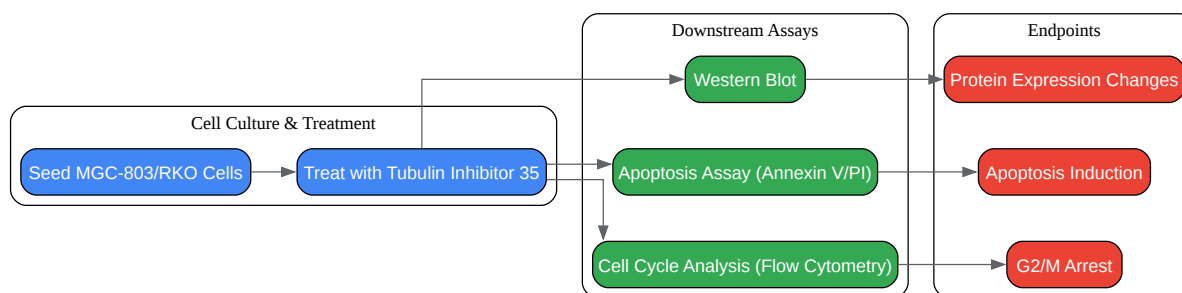 Downstream Assays
Endpoints
Western Blot
Protein Expression Changes
Cell Culture & Treatment
Seed MGC-803/RKO Cells
Treat with Tubulin Inhibitor 35
Apoptosis Assay (Annexin V/PI)
Apoptosis Induction
Cell Cycle Analysis (Flow Cytometry)
G2/M Arrest